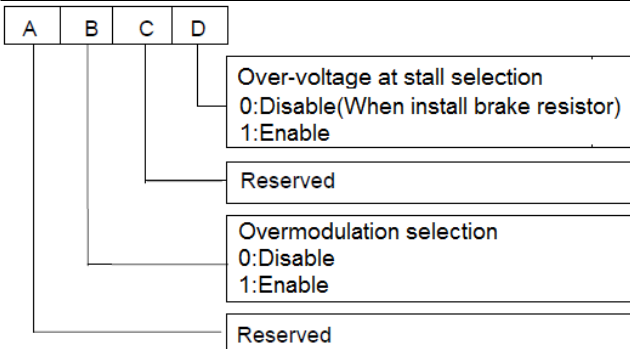 A B C D
Over-voltage at stall selection
0:Disable(When install brake resistor)
1:Enable
Reserved
Overmodulation selection
0:Disable
1:Enable
Reserved